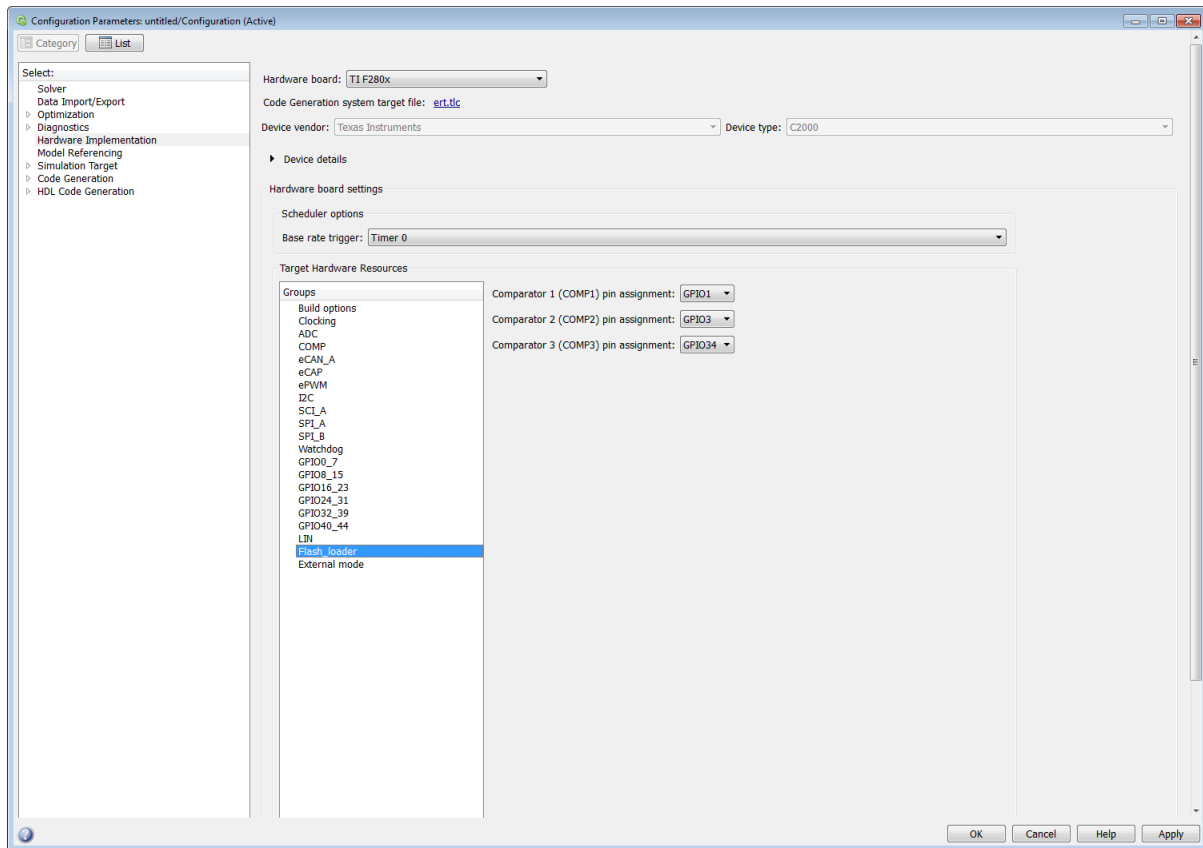 Configuration Parameters: untitled/Configuration (Active)
Category
List
Select:
Solver
Data Import/Export
Optimization
Diagnostics
Hardware Implementation
Model Referencing
Simulation Target
Code Generation
HDL Code Generation
Hardware board: TI F280x
Code Generation system target file: ert.tlc
Device vendor: Texas Instruments Device type: C2000
Device details
Hardware board settings
Scheduler options
Base rate trigger: Timer 0
Target Hardware Resources
Groups
Build options
Clocking
ADC
COMP
eCAN_A
eCAP
ePWM
I2C
SCI_A
SPI_A
SPI_B
Watchdog
GPIO0_7
GPIO8_15
GPIO16_23
GPIO24_31
GPIO32_39
GPIO40_44
LIN
Flash_loader
External mode
Comparator 1 (COMP1) pin assignment: GPIO1
Comparator 2 (COMP2) pin assignment: GPIO3
Comparator 3 (COMP3) pin assignment: GPIO34
OK Cancel Help Apply